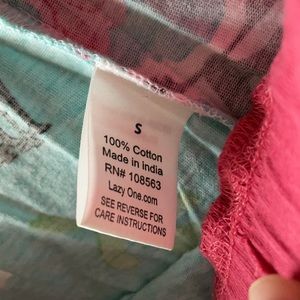 S
100% Cotton
Made in India
RN# 108563
Lazy One.com
SEE REVERSE FOR
CARE INSTRUCTIONS